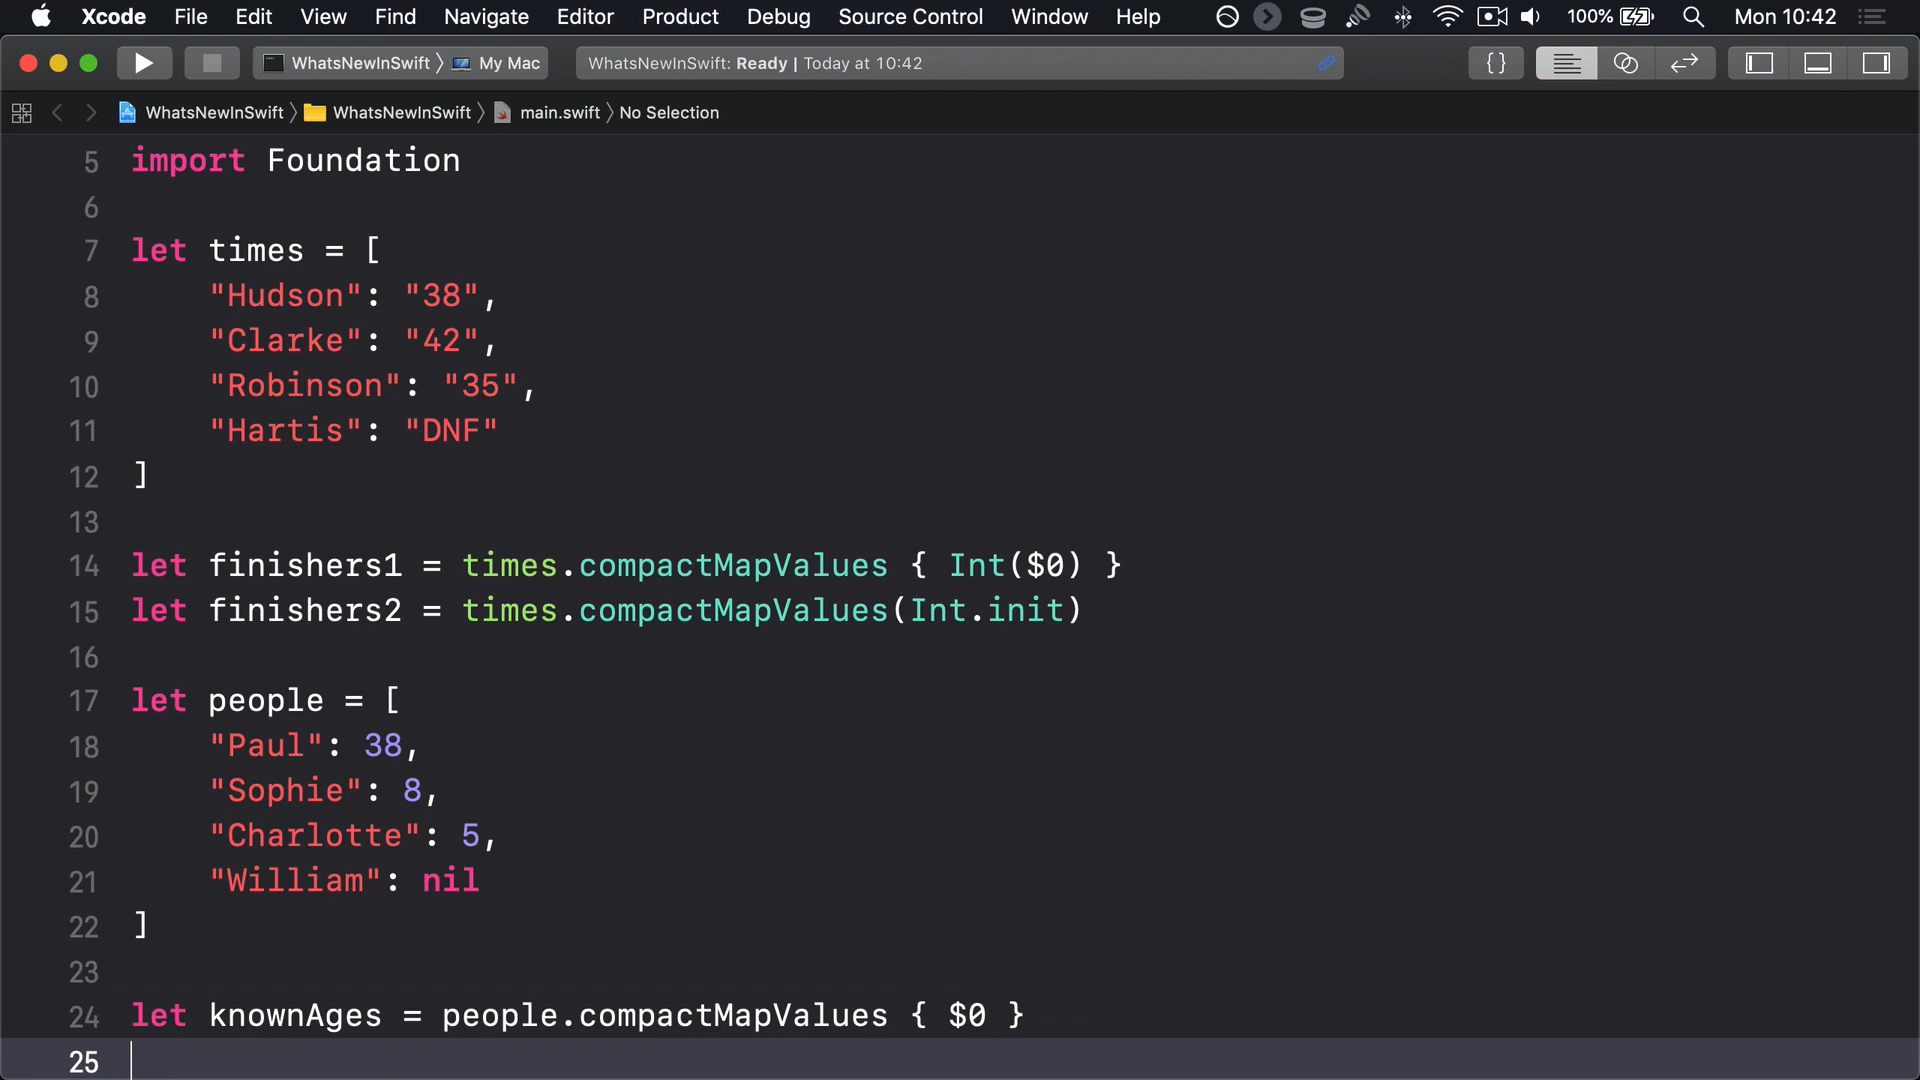 Xcode File Edit View Find Navigate Editor Product Debug Source Control Window Help 100% Mon 10:42
WhatsNewInSwift 〉 My Mac WhatsNewInSwift: Ready | Today at 10:42 {}
WhatsNewInSwift 〉 WhatsNewInSwift 〉 main.swift 〉 No Selection
5 import Foundation
6
7 let times = [
8 "Hudson": "38",
9 "Clarke": "42",
10 "Robinson": "35",
11 "Hartis": "DNF"
12 ]
13
14 let finishers1 = times.compactMapValues { Int($0) }
15 let finishers2 = times.compactMapValues(Int.init)
16
17 let people = [
18 "Paul": 38,
19 "Sophie": 8,
20 "Charlotte": 5,
21 "William": nil
22 ]
23
24 let knownAges = people.compactMapValues { $0 }
25